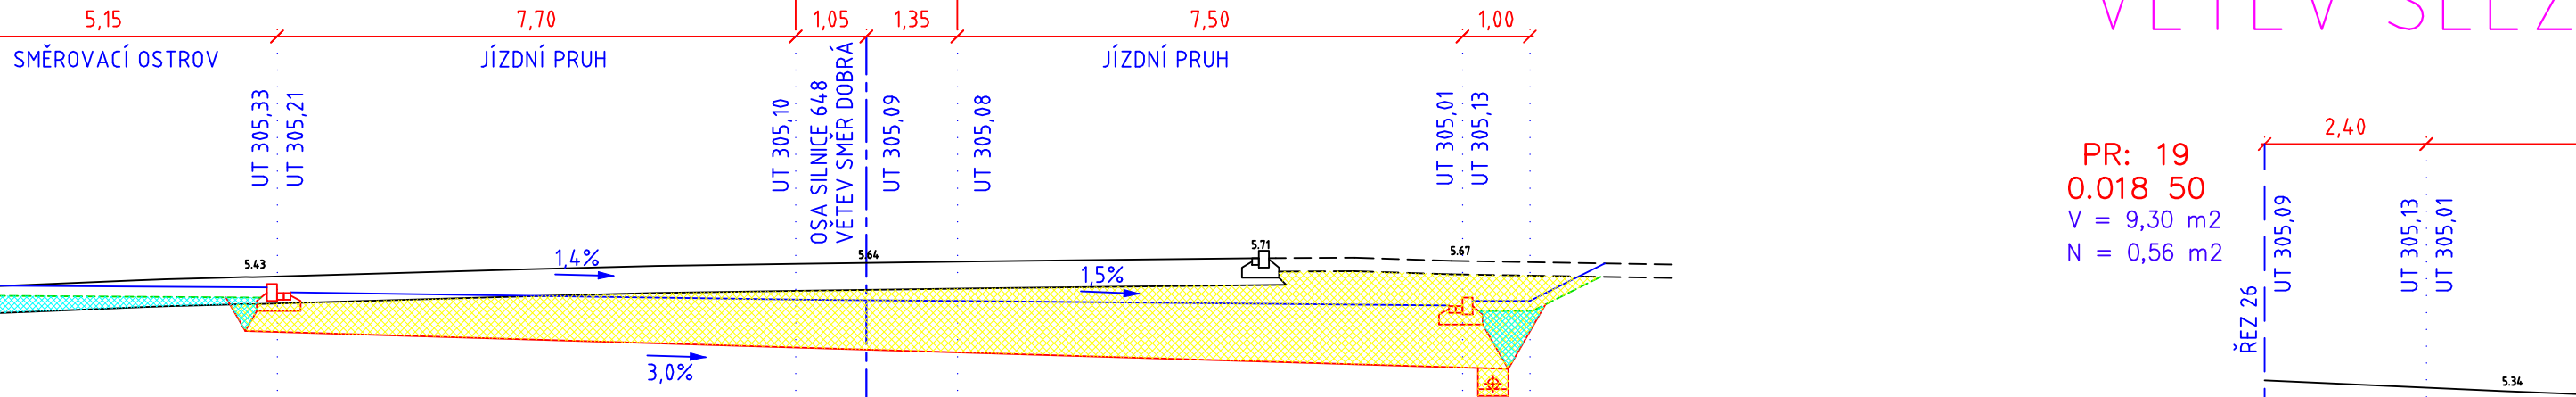 5,15
7,70
1,05
1,35
7,50
1,00
SMĚROVACÍ OSTROV
JÍZDNÍ PRUH
JÍZDNÍ PRUH
UT 305,33
UT 305,21
UT 305,10
OSA SILNICE 648
VĚTEV SMĚR DOBRÁ
UT 305,09
UT 305,08
UT 305,01
UT 305,13
5.43
1,4%
5.64
1,5%
5.71
5.67
3,0%
PR: 19
0.018 50
V = 9,30 m2
N = 0,56 m2
2,40
ŘEZ 26
UT 305,09
UT 305,13
UT 305,01
5.34